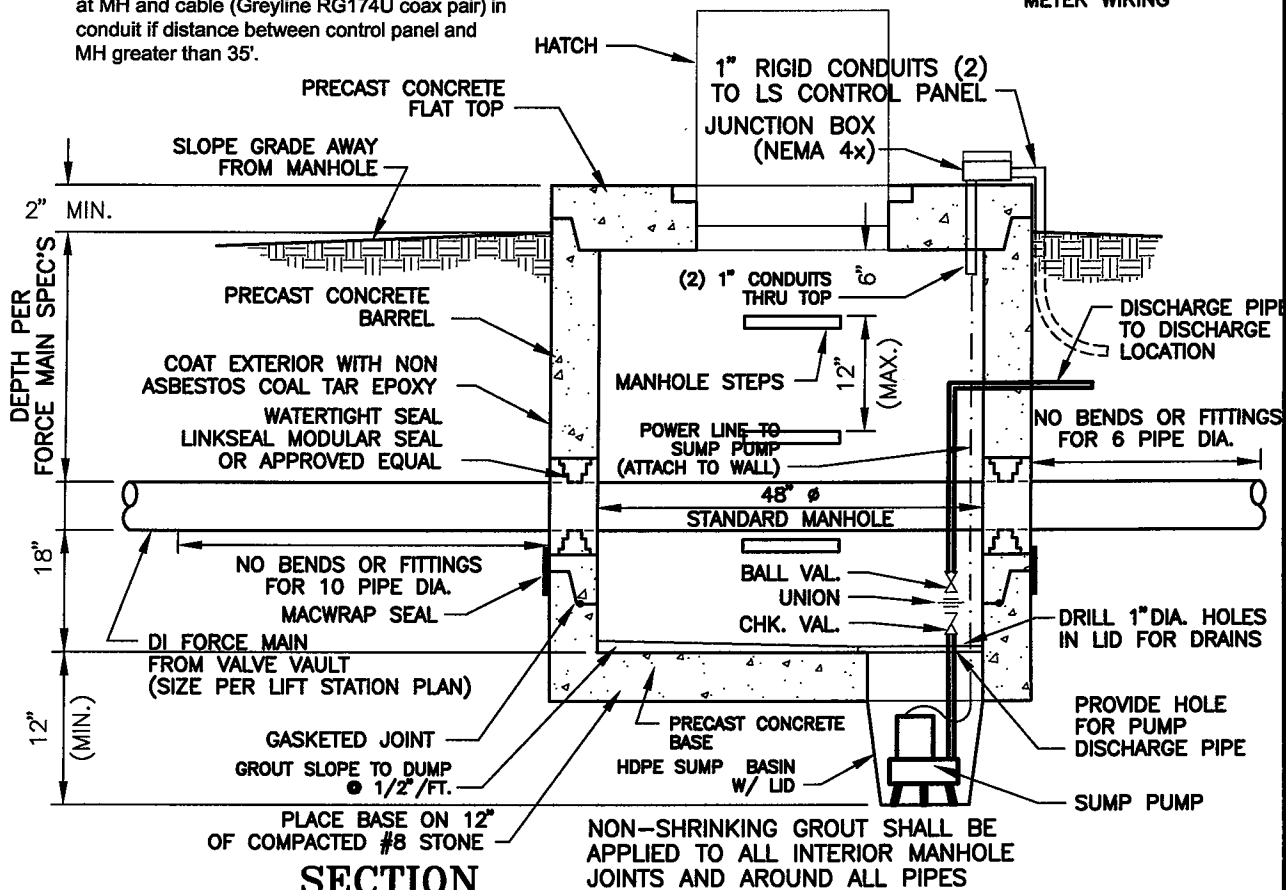 at MH and cable (Greyline RG174U coax pair) in
conduit if distance between control panel and
MH greater than 35'.
METER WIRING
HATCH
1" RIGID CONDUITS (2)
TO LS CONTROL PANEL
PRECAST CONCRETE
FLAT TOP
JUNCTION BOX
(NEMA 4x)
SLOPE GRADE AWAY
FROM MANHOLE
2" MIN.
DEPTH PER
FORCE MAIN SPEC'S
(2) 1" CONDUITS
THRU TOP
6"
PRECAST CONCRETE
BARREL
DISCHARGE PIPE
TO DISCHARGE
LOCATION
COAT EXTERIOR WITH NON
ASBESTOS COAL TAR EPOXY
MANHOLE STEPS
12"
(MAX.)
WATERTIGHT SEAL
LINKSEAL MODULAR SEAL
OR APPROVED EQUAL
POWER LINE TO
SUMP PUMP
(ATTACH TO WALL)
NO BENDS OR FITTINGS
FOR 6 PIPE DIA.
48" ø
STANDARD MANHOLE
18"
NO BENDS OR FITTINGS
FOR 10 PIPE DIA.
MACWRAP SEAL
BALL VAL.
UNION
CHK. VAL.
DRILL 1" DIA. HOLES
IN LID FOR DRAINS
DI FORCE MAIN
FROM VALVE VAULT
(SIZE PER LIFT STATION PLAN)
12"
(MIN.)
PRECAST CONCRETE
BASE
PROVIDE HOLE
FOR PUMP
DISCHARGE PIPE
GASKETED JOINT
GROUT SLOPE TO DUMP
@ 1/2"/FT.
HDPE SUMP BASIN
W/ LID
SUMP PUMP
PLACE BASE ON 12"
OF COMPACTED #8 STONE
NON-SHRINKING GROUT SHALL BE
APPLIED TO ALL INTERIOR MANHOLE
JOINTS AND AROUND ALL PIPES
SECTION